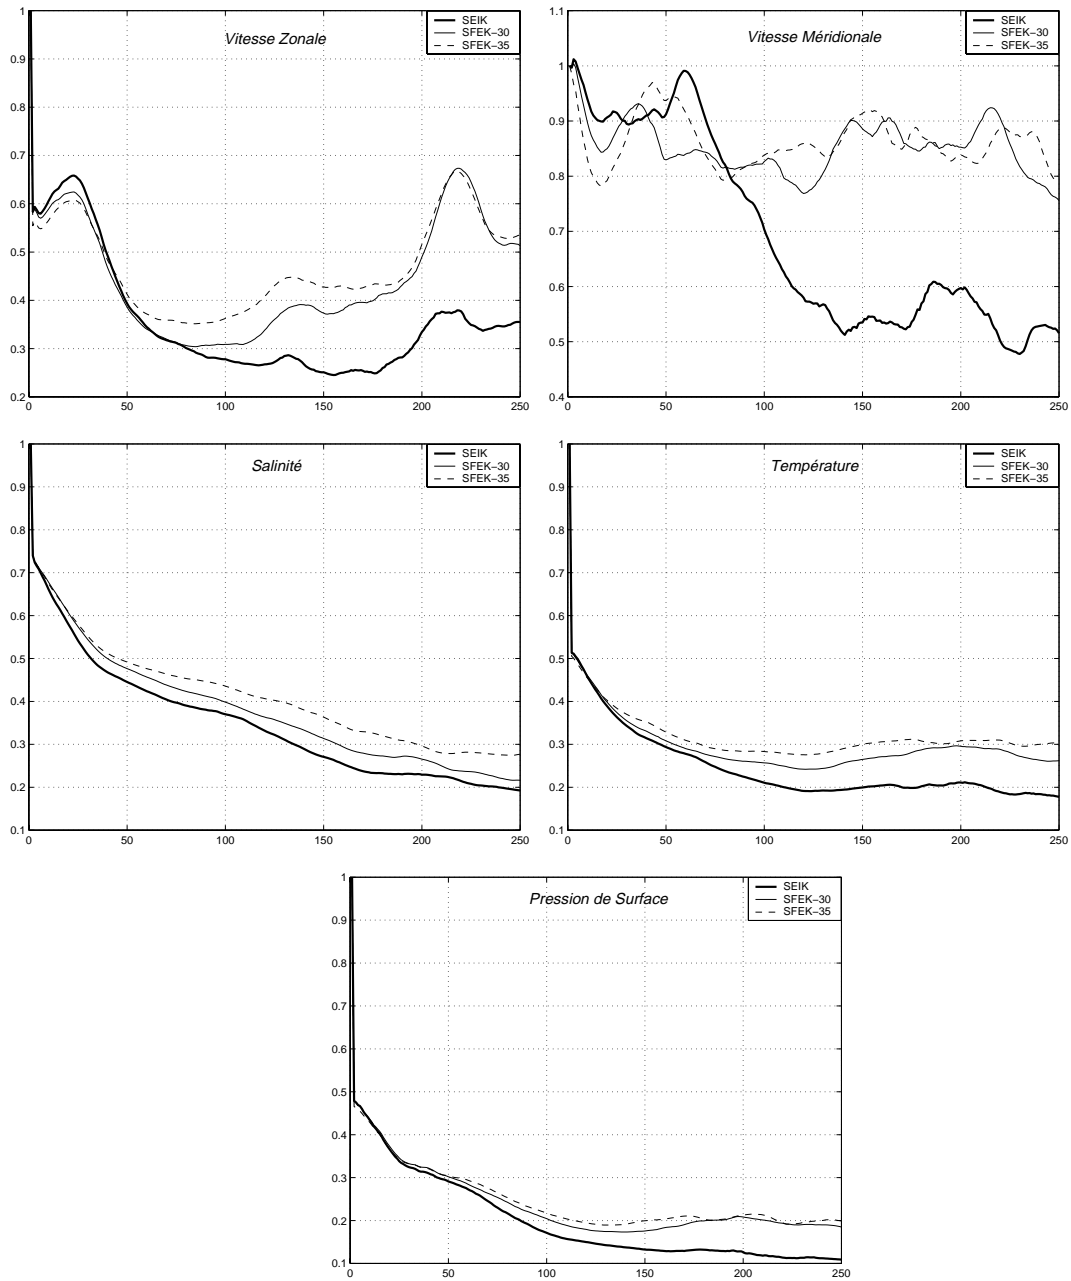 Vitesse Zonale
SEIK
SFEK-30
SFEK-35
1
0.9
0.8
0.7
0.6
0.5
0.4
0.3
0.2
0 50 100 150 200 250
Vitesse Méridionale
SEIK
SFEK-30
SFEK-35
1.1
1
0.9
0.8
0.7
0.6
0.5
0.4
0 50 100 150 200 250
Salinité
SEIK
SFEK-30
SFEK-35
1
0.9
0.8
0.7
0.6
0.5
0.4
0.3
0.2
0.1
0 50 100 150 200 250
Température
SEIK
SFEK-30
SFEK-35
1
0.9
0.8
0.7
0.6
0.5
0.4
0.3
0.2
0.1
0 50 100 150 200 250
Pression de Surface
SEIK
SFEK-30
SFEK-35
1
0.9
0.8
0.7
0.6
0.5
0.4
0.3
0.2
0.1
0 50 100 150 200 250